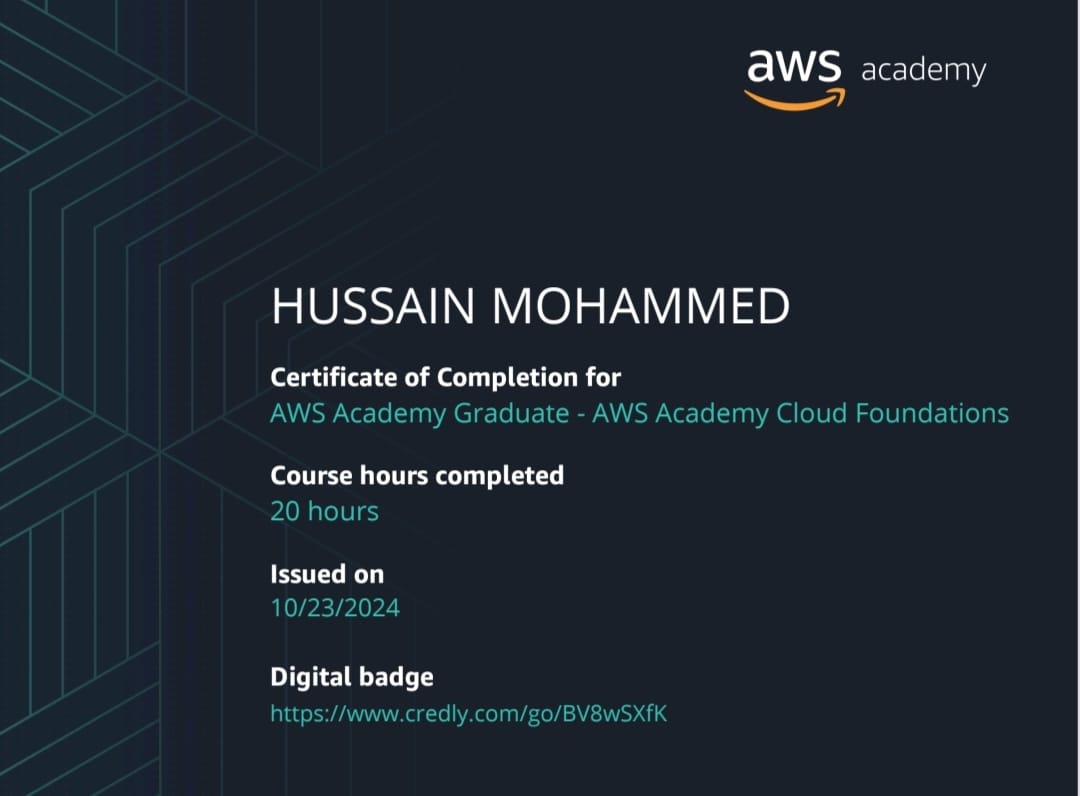 aws academy
HUSSAIN MOHAMMED
Certificate of Completion for
AWS Academy Graduate - AWS Academy Cloud Foundations
Course hours completed
20 hours
Issued on
10/23/2024
Digital badge
https://www.credly.com/go/BV8wSXfK